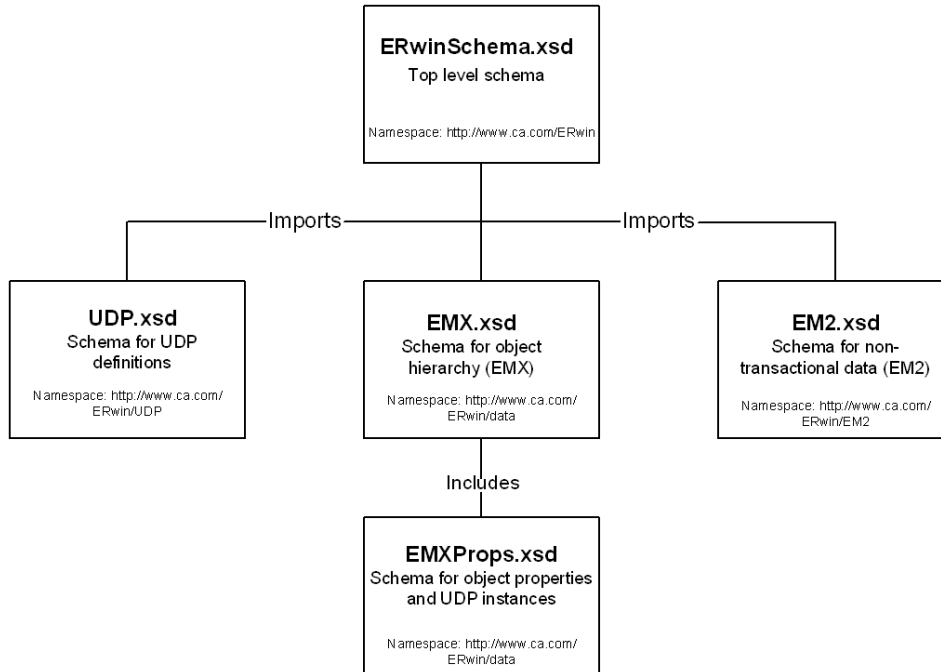 ERwinSchema.xsd
Top level schema
Namespace: http://www.ca.com/ERwin
Imports
Imports
UDP.xsd
Schema for UDP
definitions
Namespace: http://www.ca.com/
ERwin/UDP
EMX.xsd
Schema for object
hierarchy (EMX)
Namespace: http://www.ca.com/
ERwin/data
EM2.xsd
Schema for non-
transactional data (EM2)
Namespace: http://www.ca.com/
ERwin/EM2
Includes
EMXProps.xsd
Schema for object properties
and UDP instances
Namespace: http://www.ca.com/
ERwin/data